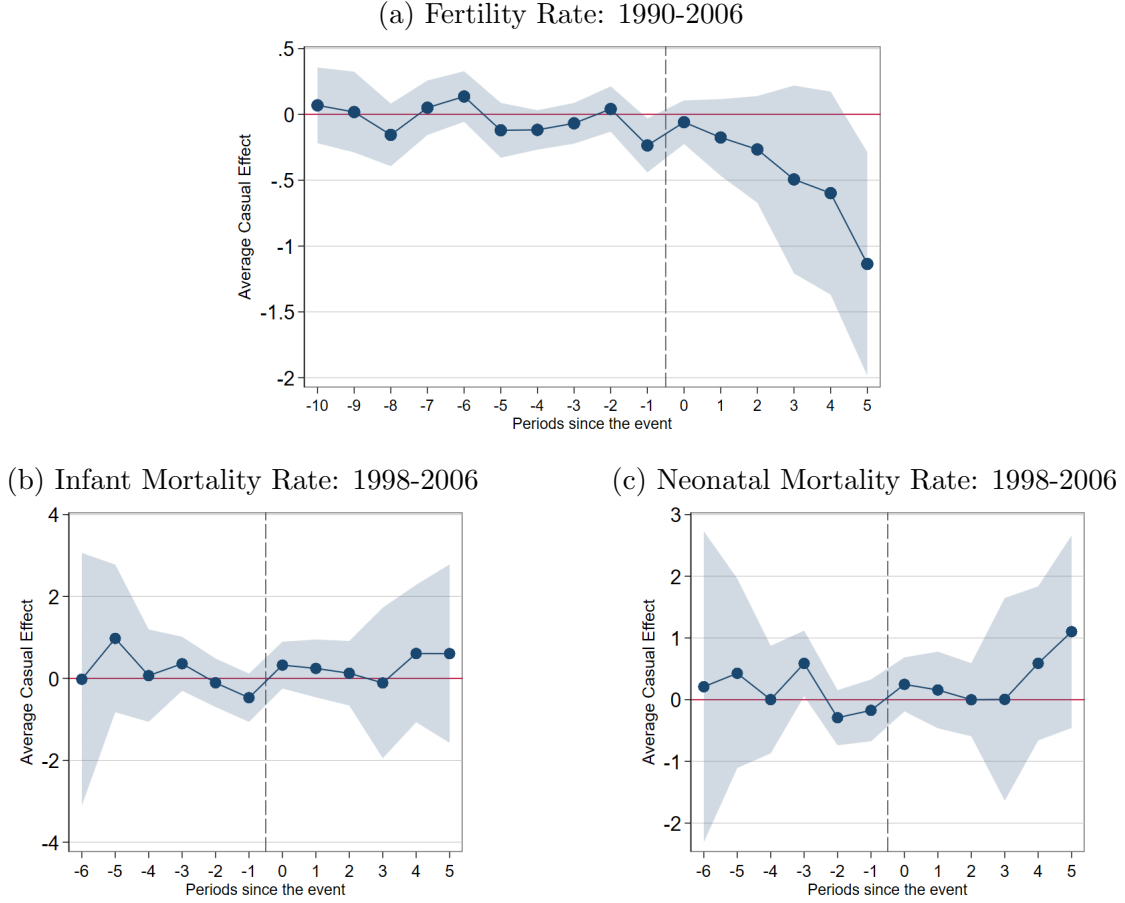 (a) Fertility Rate: 1990-2006
.5
0
-.5
-1
-1.5
-2
Average Casual Effect
-10 -9 -8 -7 -6 -5 -4 -3 -2 -1 0 1 2 3 4 5
Periods since the event
(b) Infant Mortality Rate: 1998-2006
4
2
0
-2
-4
Average Casual Effect
-6 -5 -4 -3 -2 -1 0 1 2 3 4 5
Periods since the event
(c) Neonatal Mortality Rate: 1998-2006
3
2
1
0
-1
-2
Average Casual Effect
-6 -5 -4 -3 -2 -1 0 1 2 3 4 5
Periods since the event